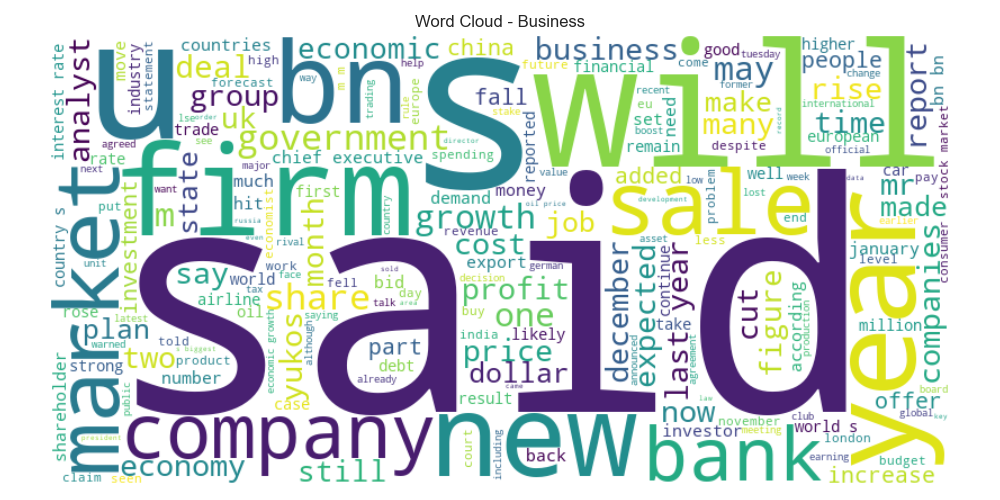 Word Cloud - Business
interest rate
analyst
move
industry
statement
countries
deal
high
forecast
group
trade
uk
lse
order
see
agreed
next
rate
u
bn
economic
m m
way
help
trading
rule
europe
china
s
fall
reported
future
business
financial
will
come
recent
eu
set
boost
need
remain
good
tuesday
may
former
make
many
despite
higher
people
change
rise
international
time
european
official
record
report
bn bn
stock market
government
chief executive
spending
director
stake
country s
market
put
want
firm
m
state
major
much
hit
first
economist
country
russia
even
rival
demand
money
value
growth
revenue
oil price
added
low
well
week
sale
job
development
problem
lost
less
end
data
car
pay
mr
made
earlier
january
level
consumer
unit
rose
investment
say
world
work
face
tax
month
fell
sold
talk
area
bid
day
said
cost
export
german
decision
profit
asset
continue
year
companies
million
according
production
latest
airline
oil
share
saying
although
yukos
economic growth
plan
warned
told
two
s biggest
product
number
strong
public
case
part
debt
already
buy
india
one
likely
price
dollar
came
result
december
expected
announced
take
last year
agreement
law
cut
figure
shareholder
offer
board
global
key
president
company
court
including
new
back
now
investor
november
meeting
club
earning
world s
london
budget
claim
seen
economy
still
bank
increase